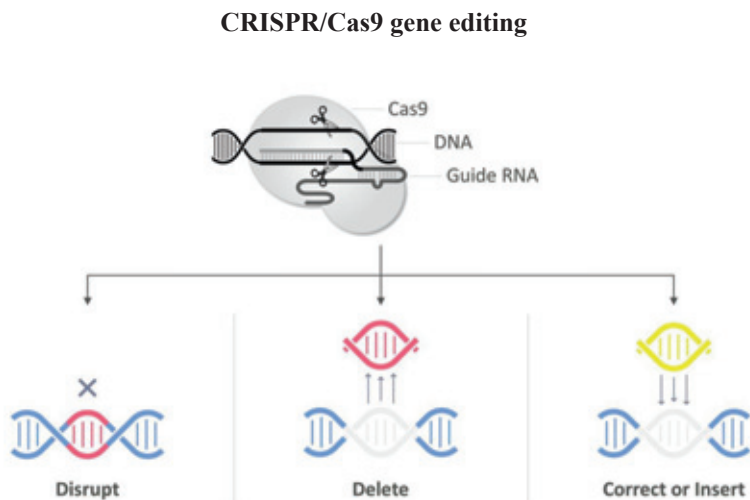 CRISPR/Cas9 gene editing
Cas9
DNA
Guide RNA
Disrupt
Delete
Correct or Insert